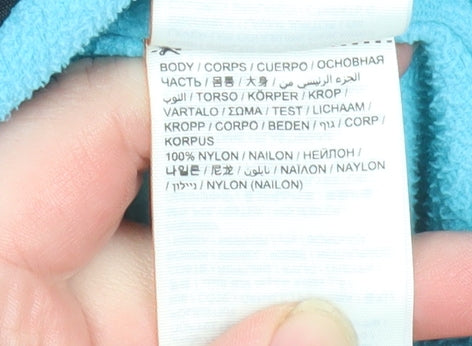 BODY / CORPS / CUERPO / ОСНОВНАЯ
ЧАСТЬ / 몸통 / 大身 / الجزء الرئيسي من
الثوب / TORSO / KÖRPER / KROP /
VARTALO / ΣΩΜΑ / TEST / LICHAAM /
KROPP / CORPO / BEDEN / גוף / CORP /
KORPUS
100% NYLON / NAILON / НЕЙЛОН /
나일론 / 尼龙 / نايلون / ΝΑΪΛΟΝ / NAYLON
/ ניילון / NYLON (NAILON)